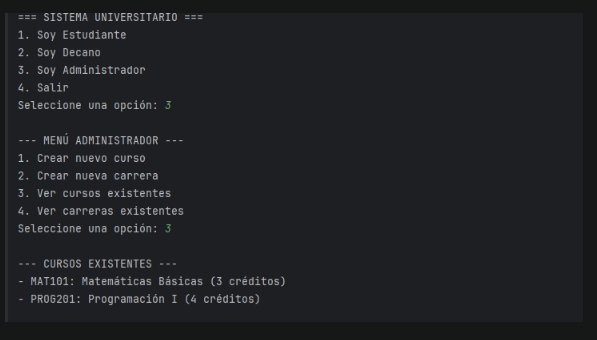 === SISTEMA UNIVERSITARIO ===
1. Soy Estudiante
2. Soy Decano
3. Soy Administrador
4. Salir
Seleccione una opción: 3
--- MENÚ ADMINISTRADOR ---
1. Crear nuevo curso
2. Crear nueva carrera
3. Ver cursos existentes
4. Ver carreras existentes
Seleccione una opción: 3
--- CURSOS EXISTENTES ---
- MAT101: Matemáticas Básicas (3 créditos)
- PROG201: Programación I (4 créditos)